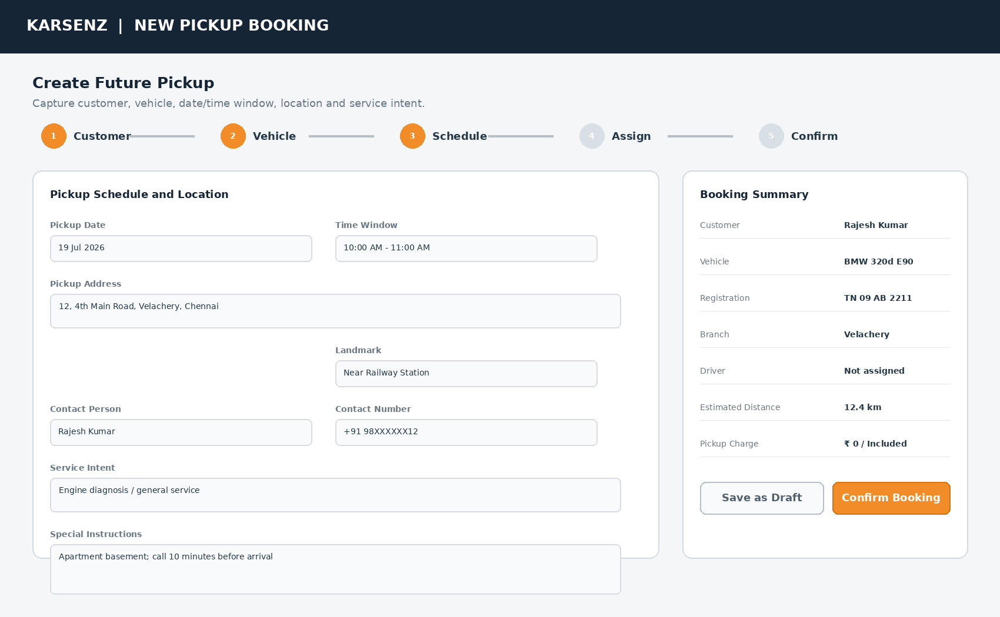 KARSENZ | NEW PICKUP BOOKING
Create Future Pickup
Capture customer, vehicle, date/time window, location and service intent.
1 Customer 2 Vehicle 3 Schedule 4 Assign 5 Confirm
Pickup Schedule and Location
Pickup Date Time Window
19 Jul 2026 10:00 AM - 11:00 AM
Pickup Address
12, 4th Main Road, Velachery, Chennai
Landmark
Near Railway Station
Contact Person Contact Number
Rajesh Kumar +91 98XXXXXX12
Service Intent
Engine diagnosis / general service
Special Instructions
Apartment basement; call 10 minutes before arrival
Booking Summary
Customer Rajesh Kumar
Vehicle BMW 320d E90
Registration TN 09 AB 2211
Branch Velachery
Driver Not assigned
Estimated Distance 12.4 km
Pickup Charge ₹ 0 / Included
Save as Draft Confirm Booking